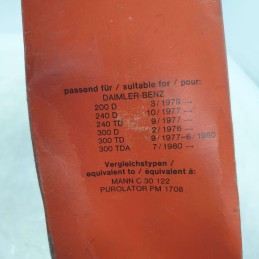 passend für / suitable for / pour:
DAIMLER-BENZ
200 D 3/1979 —
240 D 10/1977 —
240 TD 9/1977 —
300 D 2/1976 —
300 TD 9/1977-6/1980
300 TDA 7/1980 —
Vergleichstypen /
equivalent to / equivalent à:
MANN C 30 122
PUROLATOR PM 1708